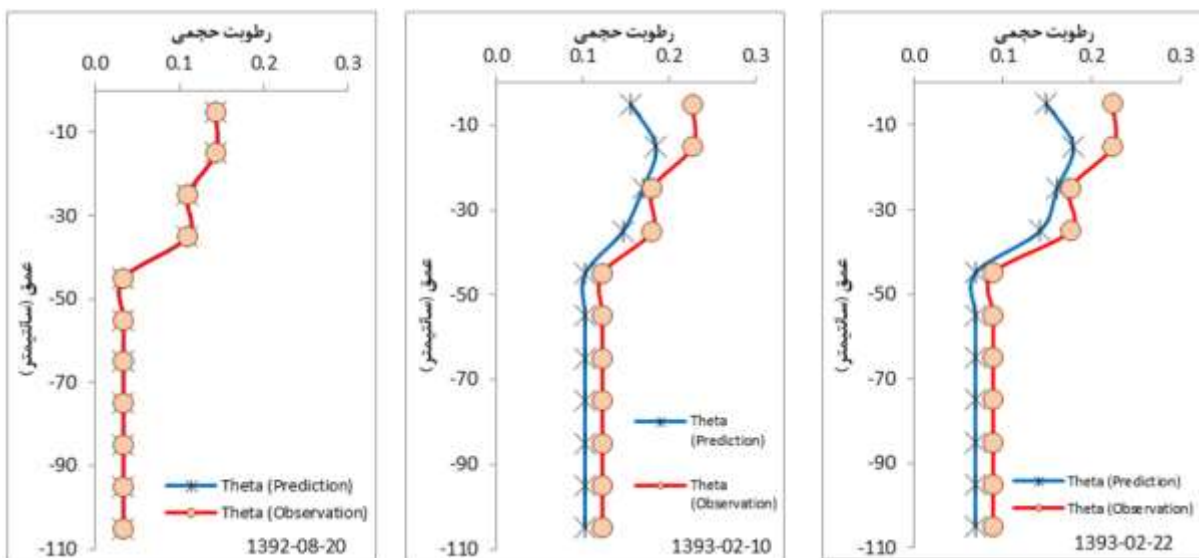 رطوبت حجمی
0.0 0.1 0.2 0.3
-10
-30
-50
-70
-90
-110
عمق (سانتیمتر)
Theta (Prediction)
Theta (Observation)
1392-08-20
رطوبت حجمی
0.0 0.1 0.2 0.3
-10
-30
-50
-70
-90
-110
عمق (سانتیمتر)
Theta
(Prediction)
Theta
(Observation)
1393-02-10
رطوبت حجمی
0.0 0.1 0.2 0.3
-10
-30
-50
-70
-90
-110
عمق (سانتیمتر)
Theta (Prediction)
Theta (Observation)
1393-02-22